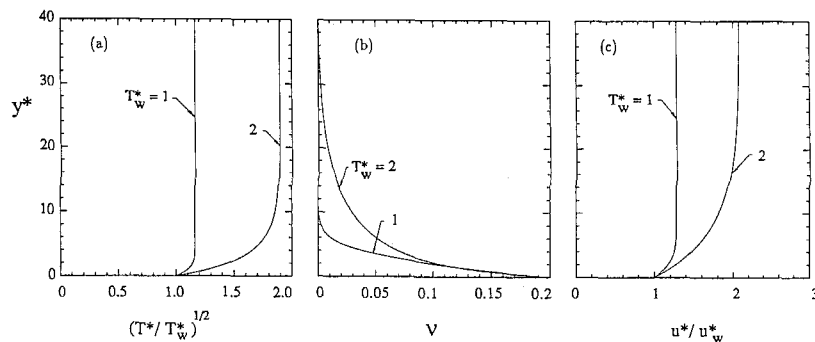 40
30
20
10
0
y*
(a)
T*w = 1
2
0
0.5
1.0
1.5
2.0
(T*/T*w)^1/2
(b)
T*w = 2
1
0
0.05
0.1
0.15
0.2
ν
(c)
T*w = 1
2
0
1
2
3
u*/u*w